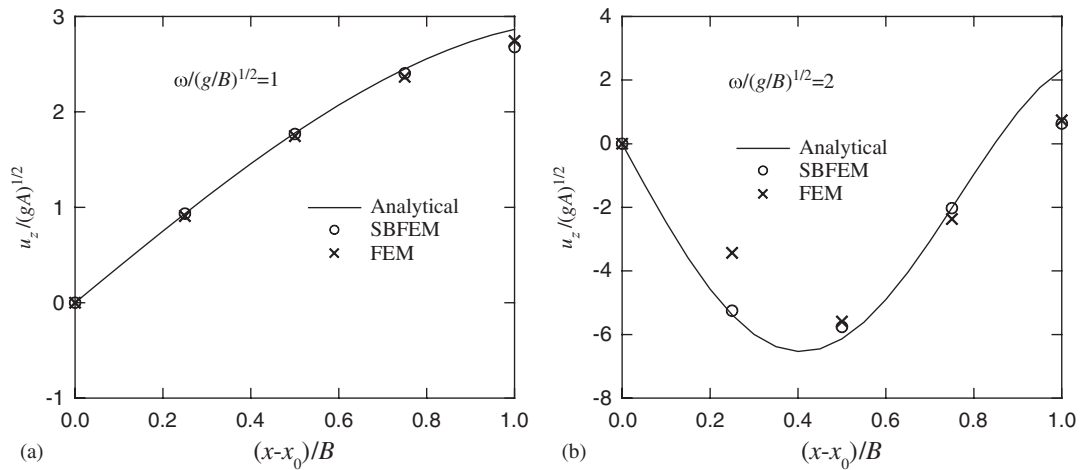 3
2
1
0
-1
u_z/(gA)^{1/2}
ω/(g/B)^{1/2}=1
Analytical
SBFEM
FEM
0.0 0.2 0.4 0.6 0.8 1.0
(a)
(x-x_0)/B
4
2
0
-2
-4
-6
-8
u_z/(gA)^{1/2}
ω/(g/B)^{1/2}=2
Analytical
SBFEM
FEM
0.0 0.2 0.4 0.6 0.8 1.0
(b)
(x-x_0)/B